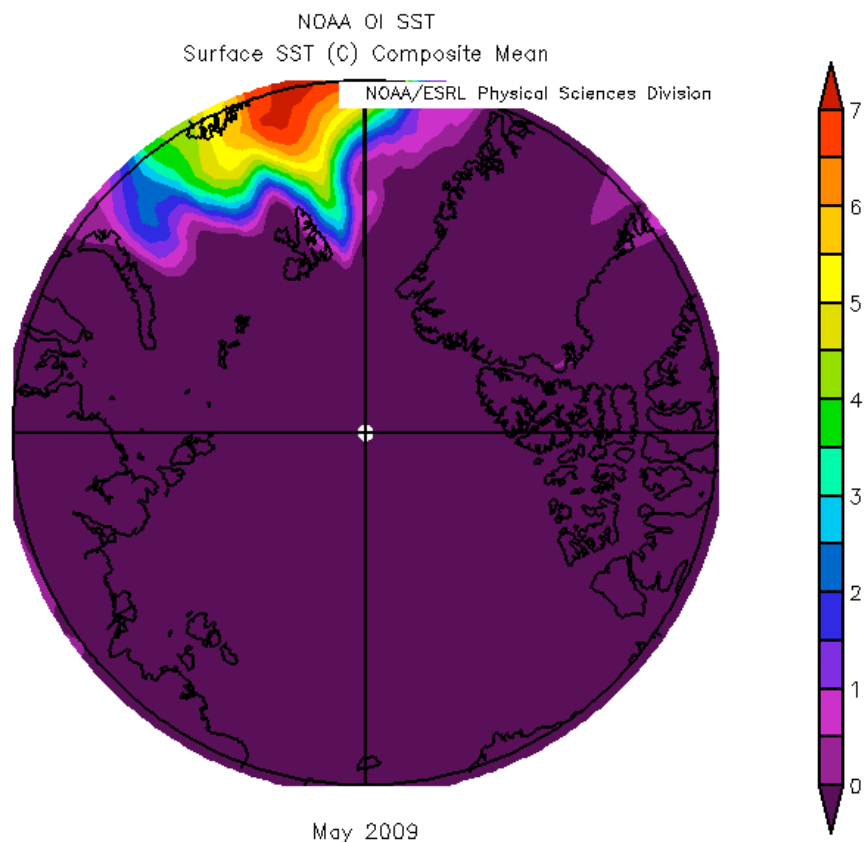 NOAA OI SST
Surface SST (C) Composite Mean
NOAA/ESRL Physical Sciences Division
7
6
5
4
3
2
1
0
May 2009